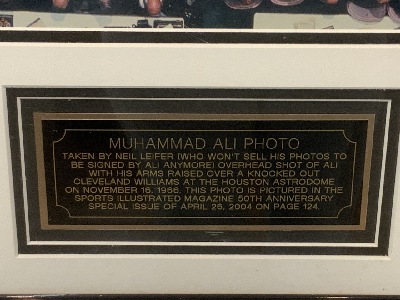 MUHAMMAD ALI PHOTO
TAKEN BY NEIL LEIFER (WHO WON'T SELL HIS PHOTOS TO
BE SIGNED BY ALI ANYMORE) OVERHEAD SHOT OF ALI
WITH HIS ARMS RAISED OVER A KNOCKED OUT
CLEVELAND WILLIAMS AT THE HOUSTON ASTRODOME
ON NOVEMBER 16, 1966. THIS PHOTO IS PICTURED IN THE
SPORTS ILLUSTRATED MAGAZINE 50TH ANNIVERSARY
SPECIAL ISSUE OF APRIL 26, 2004 ON PAGE 124.